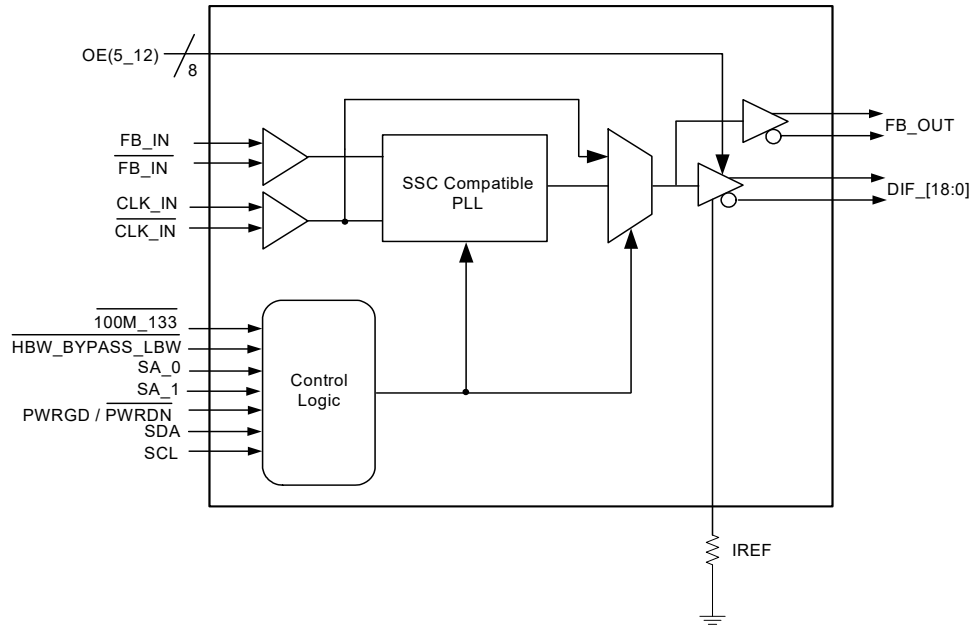 OE(5_12)
8
FB_IN
FB_IN
CLK_IN
CLK_IN
SSC Compatible
PLL
FB_OUT
DIF_[18:0]
100M_133
HBW_BYPASS_LBW
SA_0
SA_1
PWRGD / PWRDN
SDA
SCL
Control
Logic
IREF